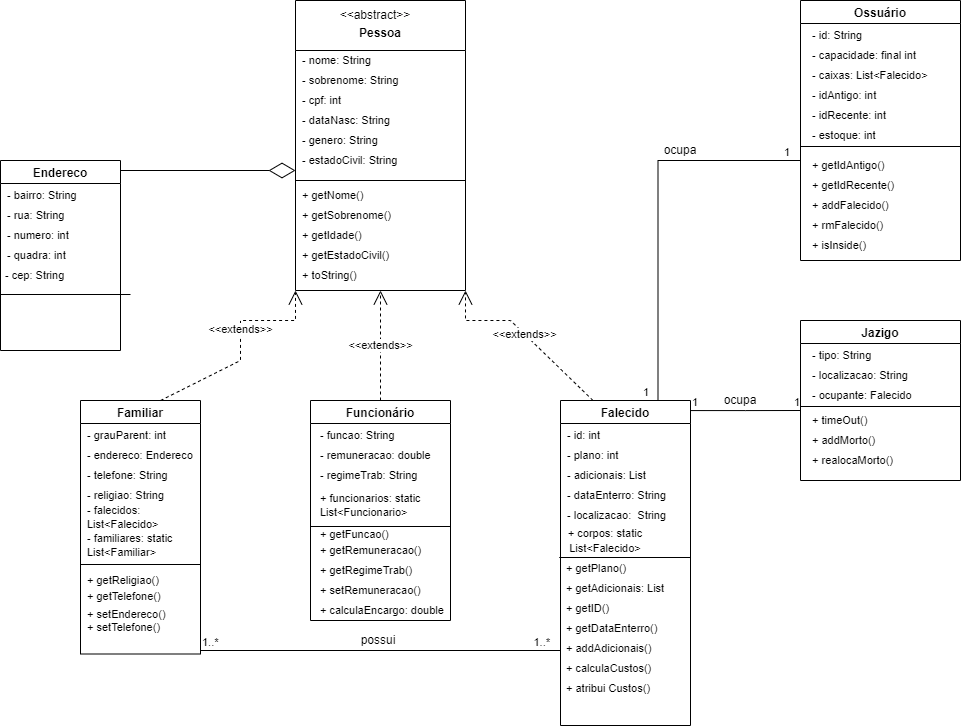 <<abstract>>
Pessoa
- nome: String
- sobrenome: String
- cpf: int
- dataNasc: String
- genero: String
- estadoCivil: String
+ getNome()
+ getSobrenome()
+ getIdade()
+ getEstadoCivil()
+ toString()
Ossuário
- id: String
- capacidade: final int
- caixas: List<Falecido>
- idAntigo: int
- idRecente: int
- estoque: int
+ getIdAntigo()
+ getIdRecente()
+ addFalecido()
+ rmFalecido()
+ isInside()
Endereco
- bairro: String
- rua: String
- numero: int
- quadra: int
- cep: String
ocupa
1
1
<<extends>>
<<extends>>
<<extends>>
Jazigo
- tipo: String
- localizacao: String
- ocupante: Falecido
+ timeOut()
+ addMorto()
+ realocaMorto()
1
ocupa
1
Familiar
- grauParent: int
- endereco: Endereco
- telefone: String
- religiao: String
- falecidos:
List<Falecido>
- familiares: static
List<Familiar>
+ getReligiao()
+ getTelefone()
+ setEndereco()
+ setTelefone()
Funcionário
- funcao: String
- remuneracao: double
- regimeTrab: String
+ funcionarios: static
List<Funcionario>
+ getFuncao()
+ getRemuneracao()
+ getRegimeTrab()
+ setRemuneracao()
+ calculaEncargo: double
Falecido
- id: int
- plano: int
- adicionais: List
- dataEnterro: String
- localizacao: String
+ corpos: static
List<Falecido>
+ getPlano()
+ getAdicionais: List
+ getID()
+ getDataEnterro()
+ addAdicionais()
+ calculaCustos()
+ atribui Custos()
1..*
possui
1..*